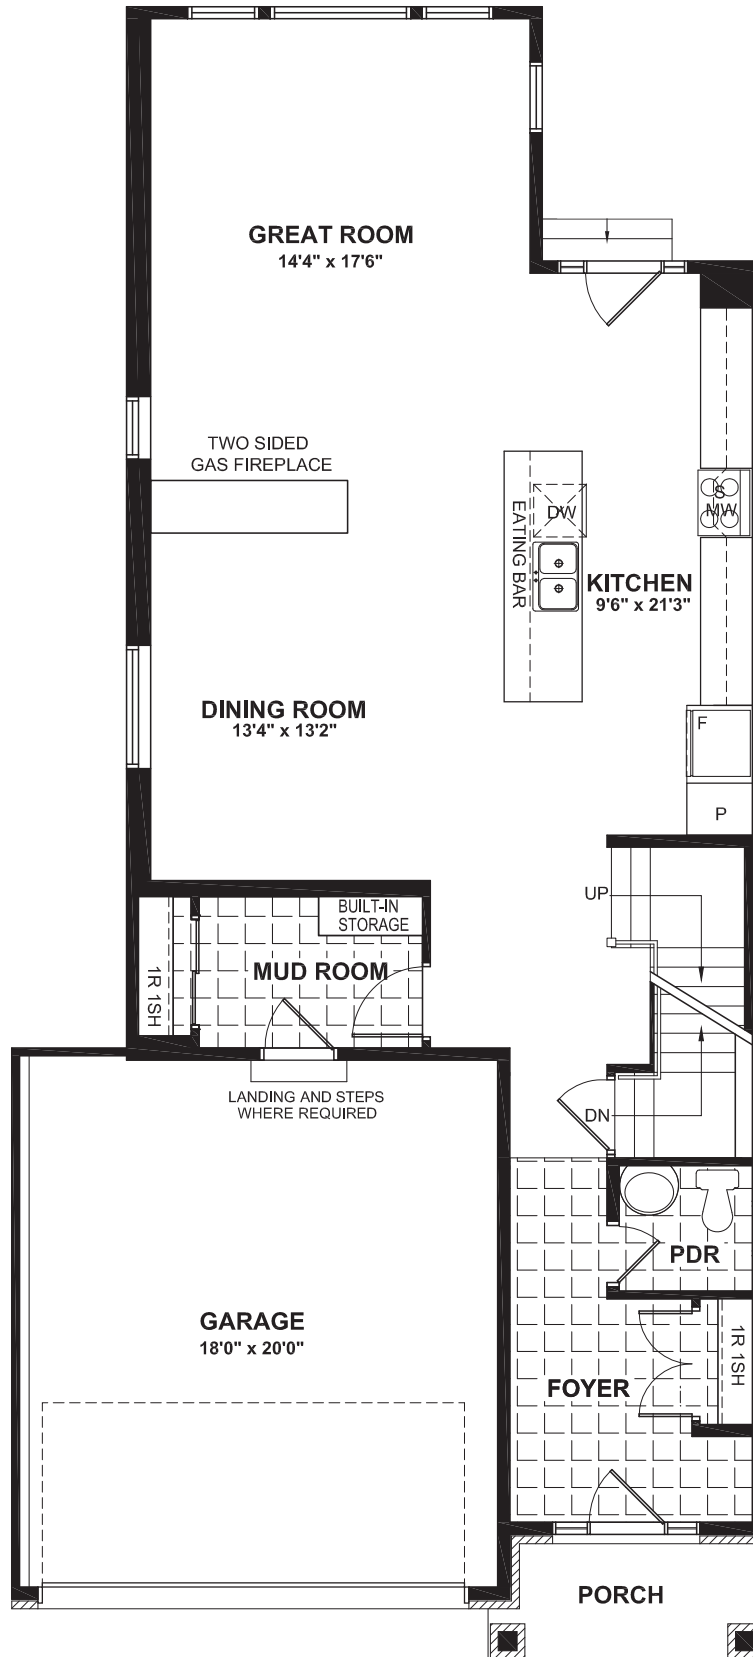 GREAT ROOM
14'4" x 17'6"
TWO SIDED
GAS FIREPLACE
EATING BAR
DW
S
MW
KITCHEN
9'6" x 21'3"
DINING ROOM
13'4" x 13'2"
F
P
UP
BUILT-IN
STORAGE
MUD ROOM
1R 1SH
LANDING AND STEPS
WHERE REQUIRED
DN
PDR
GARAGE
18'0" x 20'0"
1R 1SH
FOYER
PORCH